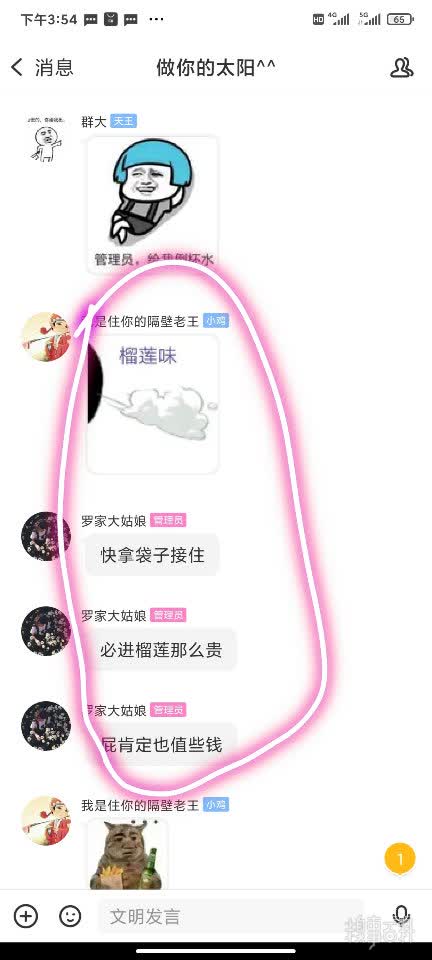 下午3:54
HD 4G 5G 65
消息
做你的太阳^^
群大 天王
管理员，给我倒杯水
我是住你的隔壁老王 小鸡
榴莲味
罗家大姑娘 管理员
快拿袋子接住
罗家大姑娘 管理员
必进榴莲那么贵
罗家大姑娘 管理员
屁肯定也值些钱
我是住你的隔壁老王 小鸡
1
文明发言